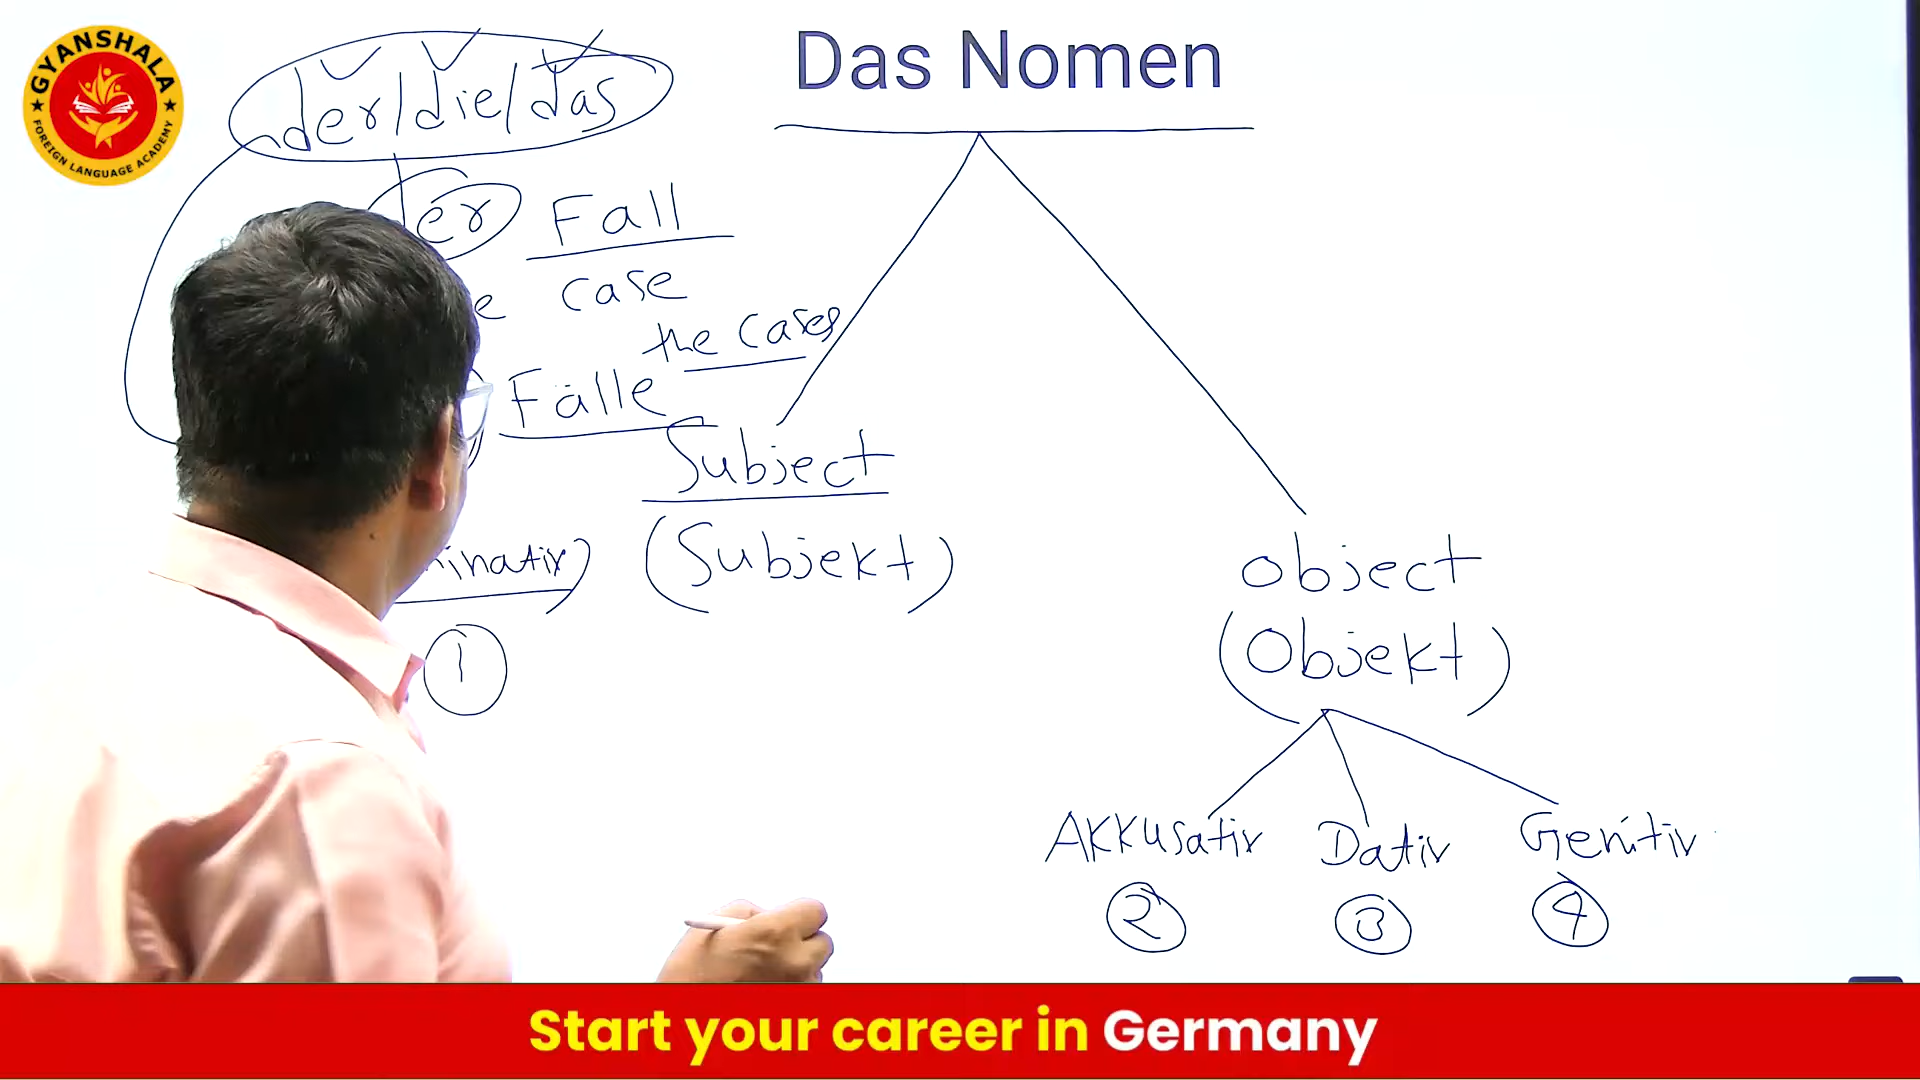 GYANSHALA
FOREIGN LANGUAGE ACADEMY
Das Nomen
der/die/das
Fall
case
the cases
Fälle
Subject
(Subjekt)
1
object
(Objekt)
Akkusativ Dativ Genitiv
2 3 4
Start your career in Germany